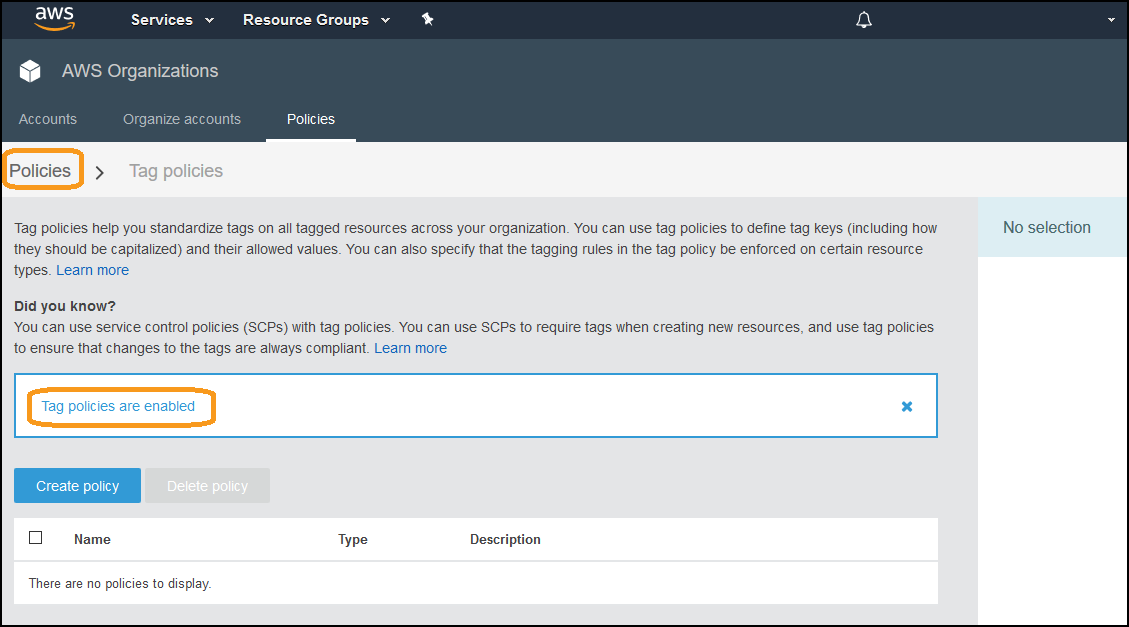 aws Services Resource Groups
AWS Organizations
Accounts Organize accounts Policies
Policies Tag policies
Tag policies help you standardize tags on all tagged resources across your organization. You can use tag policies to define tag keys (including how
they should be capitalized) and their allowed values. You can also specify that the tagging rules in the tag policy be enforced on certain resource
types. Learn more
No selection
Did you know?
You can use service control policies (SCPs) with tag policies. You can use SCPs to require tags when creating new resources, and use tag policies
to ensure that changes to the tags are always compliant. Learn more
Tag policies are enabled
Create policy Delete policy
Name Type Description
There are no policies to display.